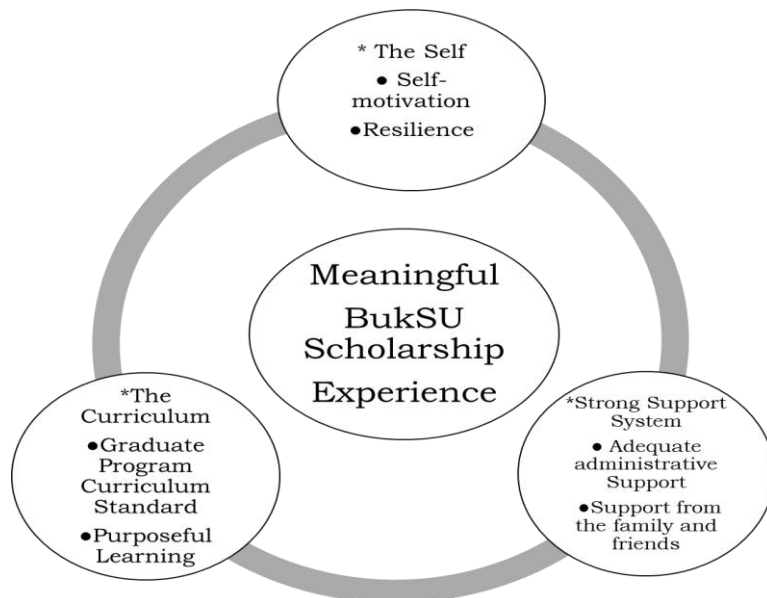 * The Self
● Self-
motivation
●Resilience
Meaningful
BukSU
Scholarship
Experience
*The
Curriculum
●Graduate
Program
Curriculum
Standard
●Purposeful
Learning
*Strong Support
System
● Adequate
administrative
Support
●Support from
the family and
friends